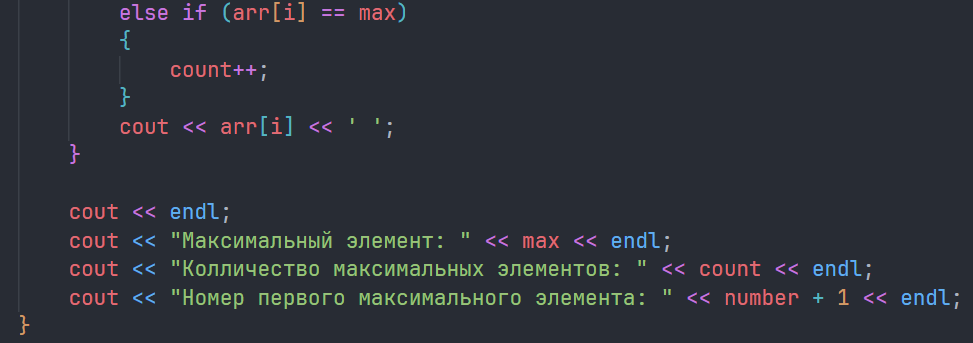 else if (arr[i] == max)
{
count++;
}
cout << arr[i] << ' ';
}
cout << endl;
cout << "Максимальный элемент: " << max << endl;
cout << "Колличество максимальных элементов: " << count << endl;
cout << "Номер первого максимального элемента: " << number + 1 << endl;
}